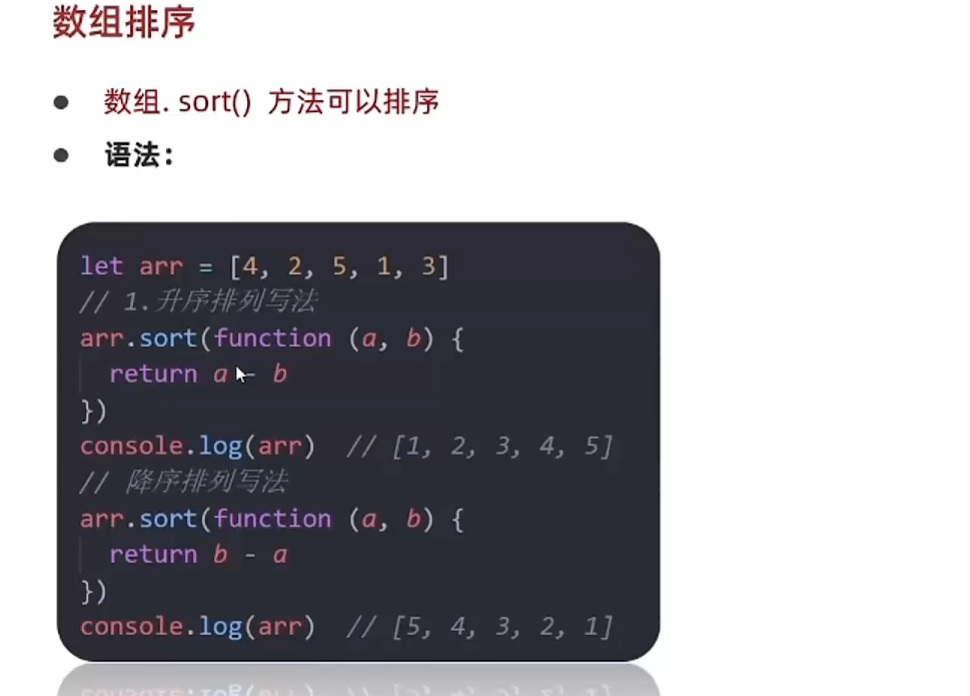 数组排序
数组. sort() 方法可以排序
语法：
let arr = [4, 2, 5, 1, 3]
// 1.升序排列写法
arr.sort(function (a, b) {
return a - b
})
console.log(arr) // [1, 2, 3, 4, 5]
// 降序排列写法
arr.sort(function (a, b) {
return b - a
})
console.log(arr) // [5, 4, 3, 2, 1]